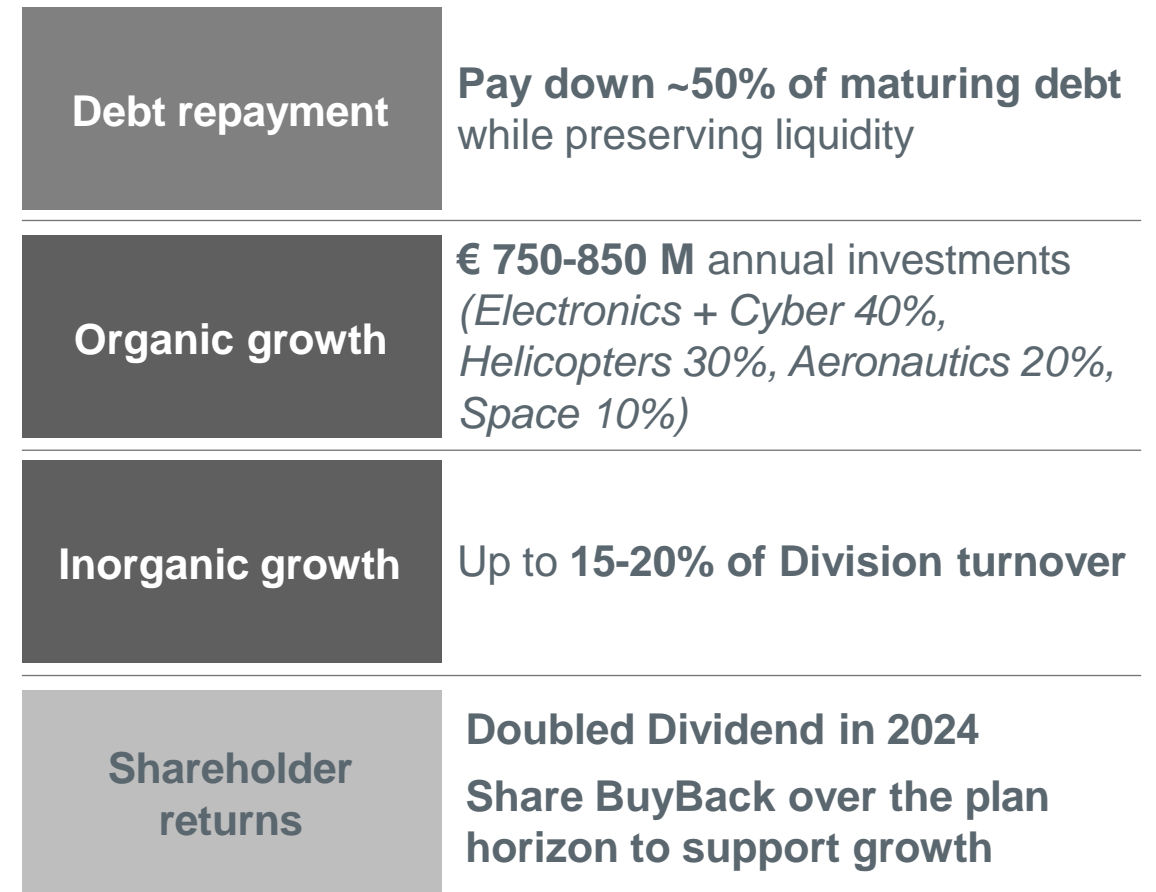 Debt repayment
Pay down ~50% of maturing debt
while preserving liquidity
Organic growth
€ 750-850 M annual investments
(Electronics + Cyber 40%,
Helicopters 30%, Aeronautics 20%,
Space 10%)
Inorganic growth
Up to 15-20% of Division turnover
Shareholder
returns
Doubled Dividend in 2024
Share BuyBack over the plan
horizon to support growth